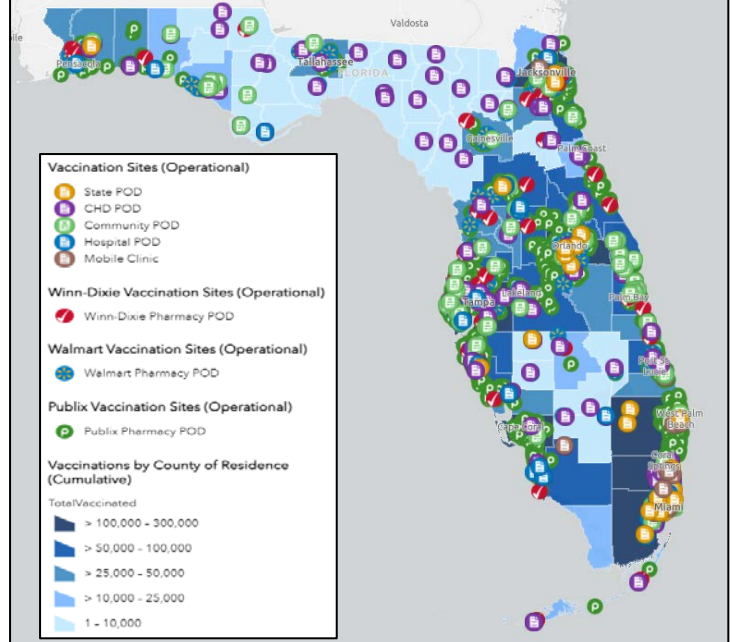 Valdosta
Pensacola
Tallahassee
FLORIDA
Jacksonville
Gainesville
Palm Coast
Orlando
Tampa
Lakeland
Palm Bay
Port St.
Lucie
West Palm
Beach
Cape Coral
Coral
Springs
Miami
Vaccination Sites (Operational)
State POD
CHD POD
Community POD
Hospital POD
Mobile Clinic
Winn-Dixie Vaccination Sites (Operational)
Winn-Dixie Pharmacy POD
Walmart Vaccination Sites (Operational)
Walmart Pharmacy POD
Publix Vaccination Sites (Operational)
Publix Pharmacy POD
Vaccinations by County of Residence
(Cumulative)
TotalVaccinated
> 100,000 - 300,000
> 50,000 - 100,000
> 25,000 - 50,000
> 10,000 - 25,000
1 - 10,000